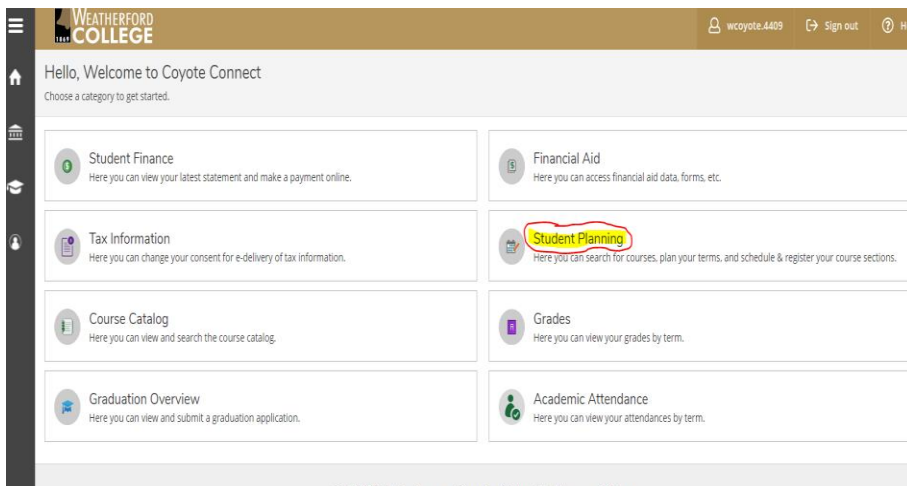 WEATHERFORD
1869 COLLEGE
wcoyote.4409
Sign out
Hello, Welcome to Coyote Connect
Choose a category to get started.
Student Finance
Here you can view your latest statement and make a payment online.
Financial Aid
Here you can access financial aid data, forms, etc.
Tax Information
Here you can change your consent for e-delivery of tax information.
Student Planning
Here you can search for courses, plan your terms, and schedule & register your course sections.
Course Catalog
Here you can view and search the course catalog.
Grades
Here you can view your grades by term.
Graduation Overview
Here you can view and submit a graduation application.
Academic Attendance
Here you can view your attendances by term.